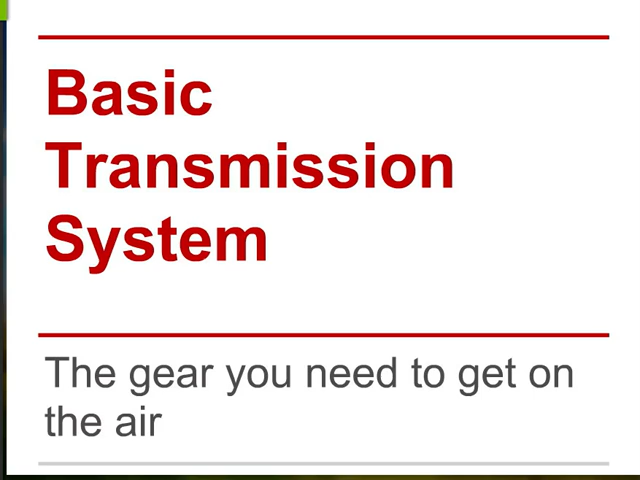 Basic
Transmission
System
The gear you need to get on
the air